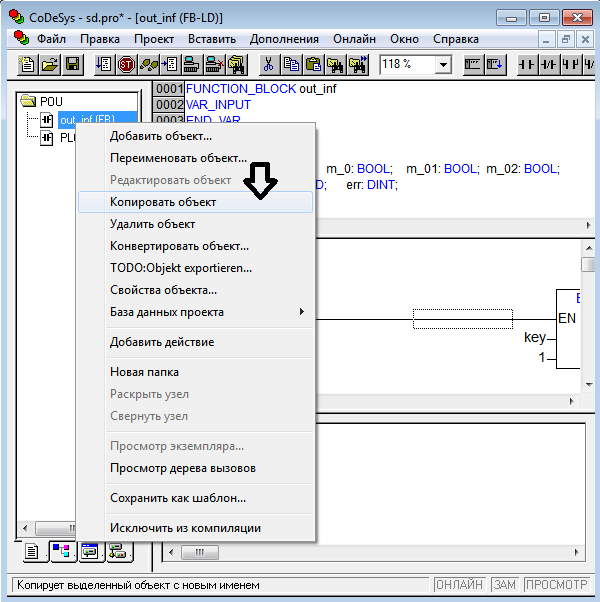 CoDeSys - sd.pro* - [out_inf (FB-LD)]
Файл Правка Проект Вставить Дополнения Онлайн Окно Справка
118 %
POU
out_inf (FB)
0001 FUNCTION_BLOCK out_inf
0002 VAR_INPUT
0003 END_VAR
m_0: BOOL; m_01: BOOL; m_02: BOOL;
err: DINT;
Добавить объект...
Переименовать объект...
Редактировать объект
Копировать объект
Удалить объект
Конвертировать объект...
TODO:Objekt exportieren...
Свойства объекта...
База данных проекта
Добавить действие
Новая папка
Раскрыть узел
Свернуть узел
Просмотр экземпляра...
Просмотр дерева вызовов
Сохранить как шаблон...
Исключить из компиляции
EN
key
1
Копирует выделенный объект с новым именем
ОНЛАЙН ЗАМ ПРОСМОТР